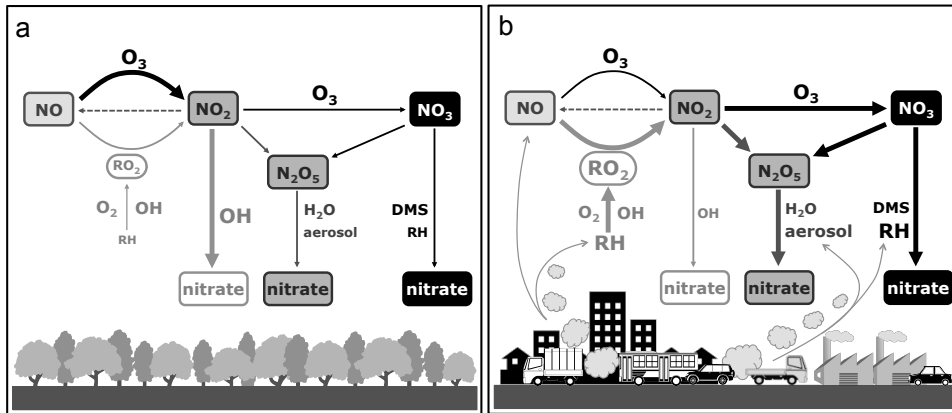 a
O₃
NO
NO₂
O₃
NO₃
RO₂
N₂O₅
O₂ OH
RH
OH
H₂O
aerosol
DMS
RH
nitrate
nitrate
nitrate
b
O₃
NO
NO₂
O₃
NO₃
RO₂
N₂O₅
O₂ OH
RH
OH
H₂O
aerosol
DMS
RH
nitrate
nitrate
nitrate